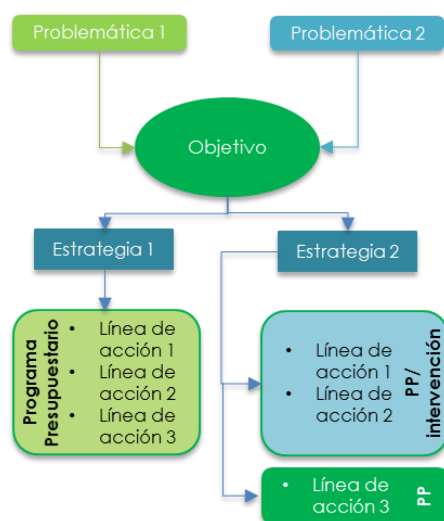 Problemática 1
Problemática 2
Objetivo
Estrategia 1
Estrategia 2
Programa
Presupuestario
• Línea de
acción 1
• Línea de
acción 2
• Línea de
acción 3
• Línea de
acción 1
• Línea de
acción 2
PP/
intervención
• Línea de
acción 3
PP